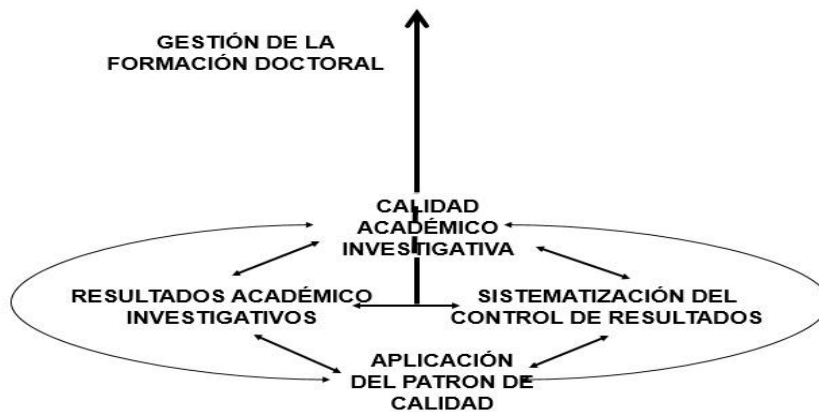 GESTIÓN DE LA
FORMACIÓN DOCTORAL
CALIDAD
ACADÉMICO
INVESTIGATIVA
RESULTADOS ACADÉMICO
INVESTIGATIVOS
SISTEMATIZACIÓN DEL
CONTROL DE RESULTADOS
APLICACIÓN
DEL PATRON DE
CALIDAD